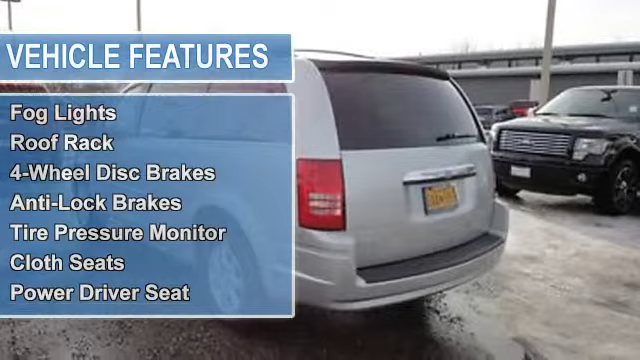 VEHICLE FEATURES
Fog Lights
Roof Rack
4-Wheel Disc Brakes
Anti-Lock Brakes
Tire Pressure Monitor
Cloth Seats
Power Driver Seat